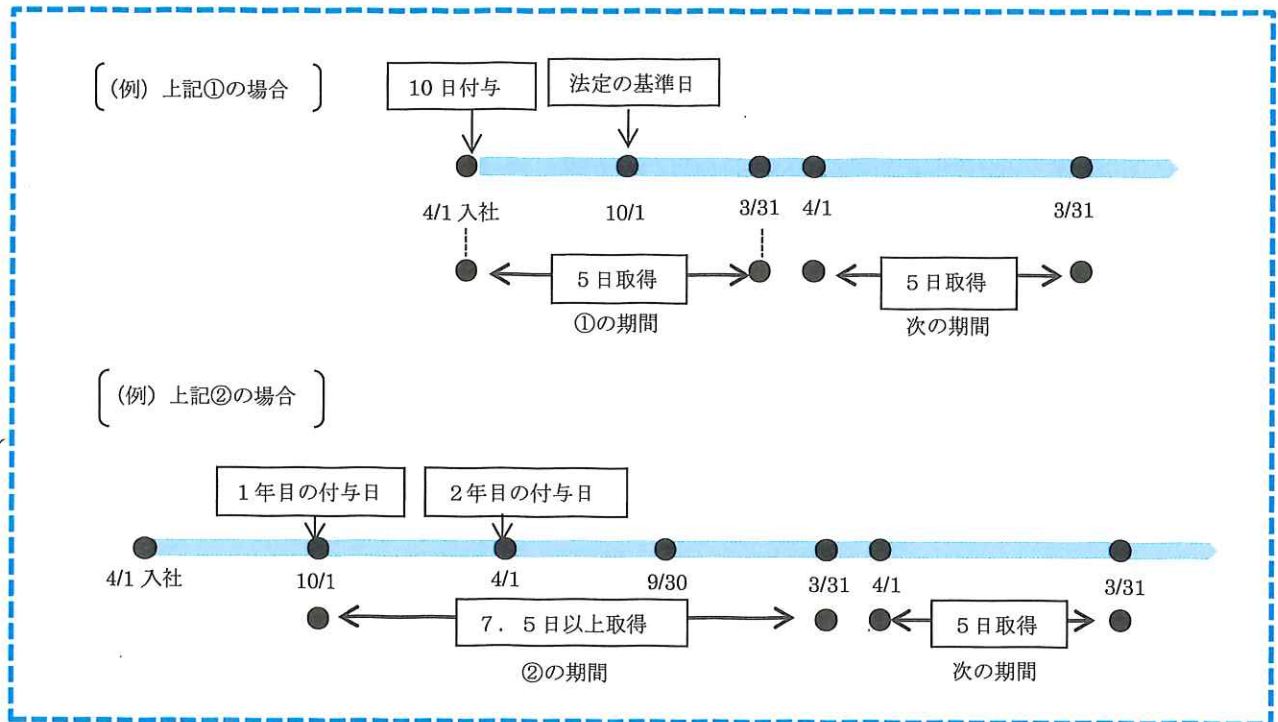 (例) 上記①の場合
10日付与
法定の基準日
4/1 入社
10/1
3/31
4/1
3/31
5日取得
5日取得
①の期間
次の期間
(例) 上記②の場合
1年目の付与日
2年目の付与日
4/1 入社
10/1
4/1
9/30
3/31
4/1
3/31
7.5日以上取得
5日取得
②の期間
次の期間